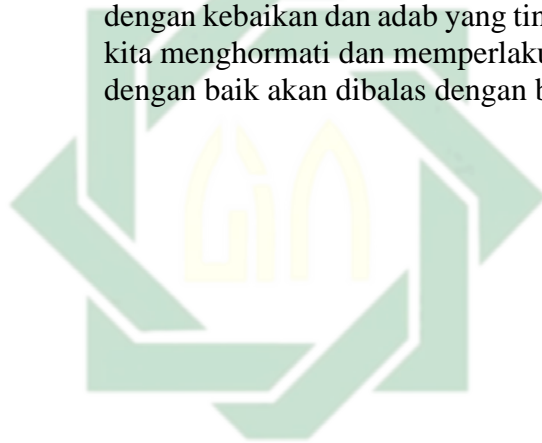 dengan kebaikan dan adab yang
kita menghormati dan
dengan baik akan dibalas dengan